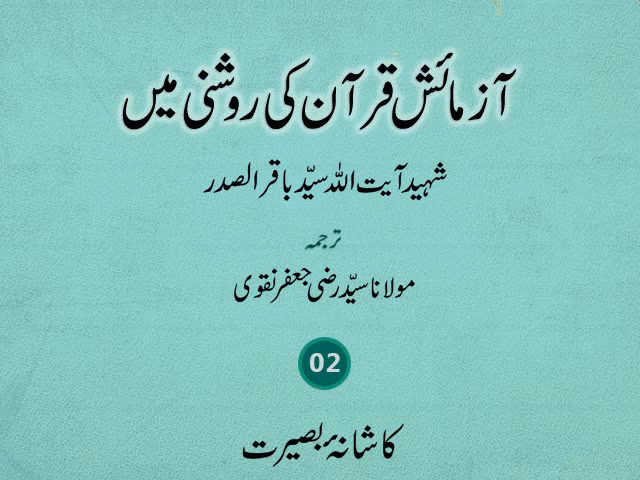 آزمائش قرآن کی روشنی میں
شہید آیت اللہ سیّد باقر الصدر
ترجمہ
مولانا سیّد رضی جعفر نقوی
02
کاشانۂ بصیرت